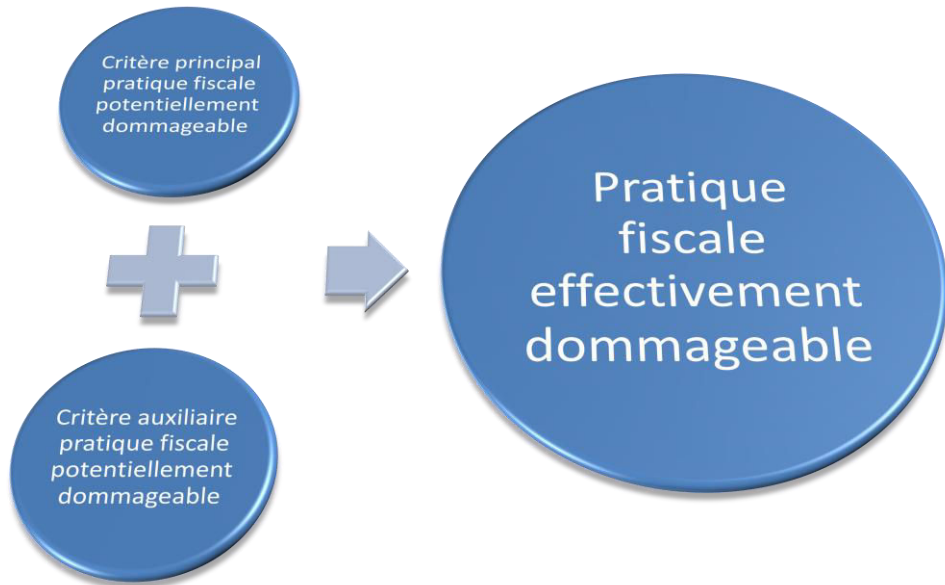 Critère principal
pratique fiscale
potentiellement
dommageable
Critère auxiliaire
pratique fiscale
potentiellement
dommageable
Pratique
fiscale
effectivement
dommageable